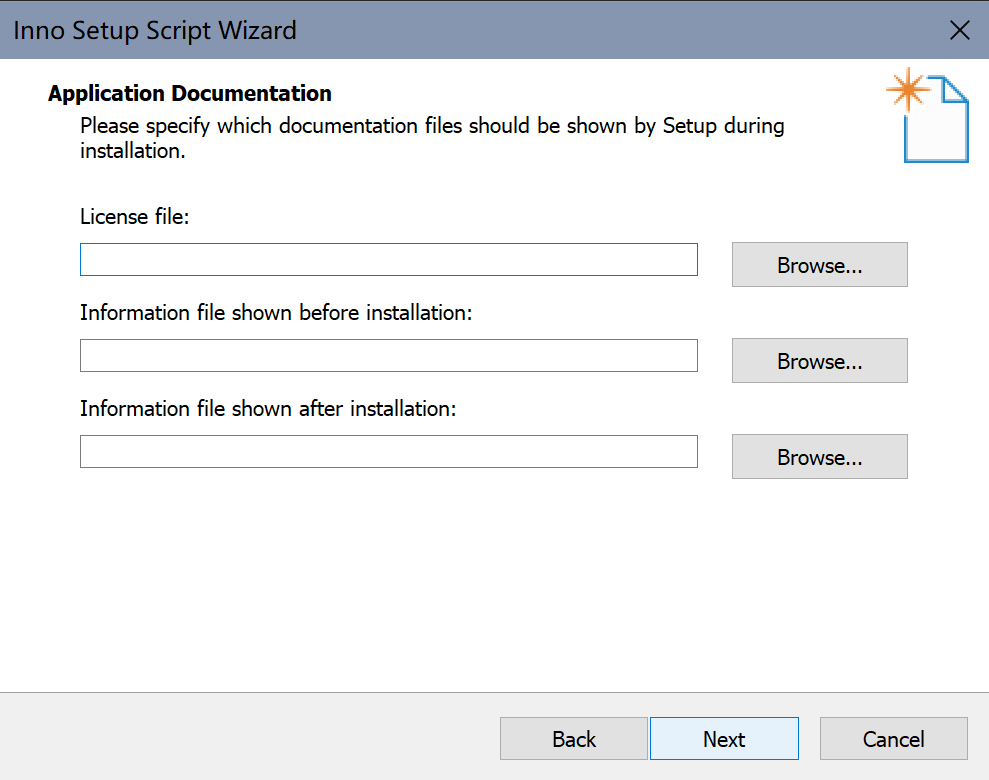 Inno Setup Script Wizard
Application Documentation
Please specify which documentation files should be shown by Setup during
installation.
License file:
Browse...
Information file shown before installation:
Browse...
Information file shown after installation:
Browse...
Back
Next
Cancel